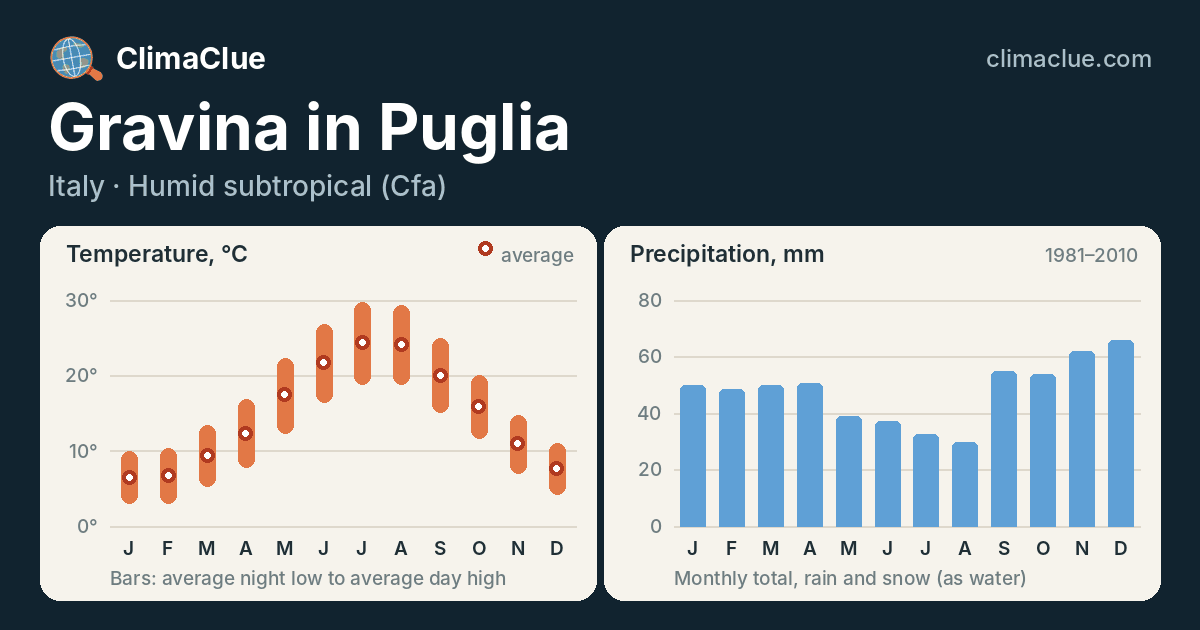 ClimaClue
climaclue.com
Gravina in Puglia
Italy · Humid subtropical (Cfa)
Temperature, °C
average
30°
20°
10°
0°
J F M A M J J A S O N D
Bars: average night low to average day high
Precipitation, mm
1981–2010
80
60
40
20
0
J F M A M J J A S O N D
Monthly total, rain and snow (as water)